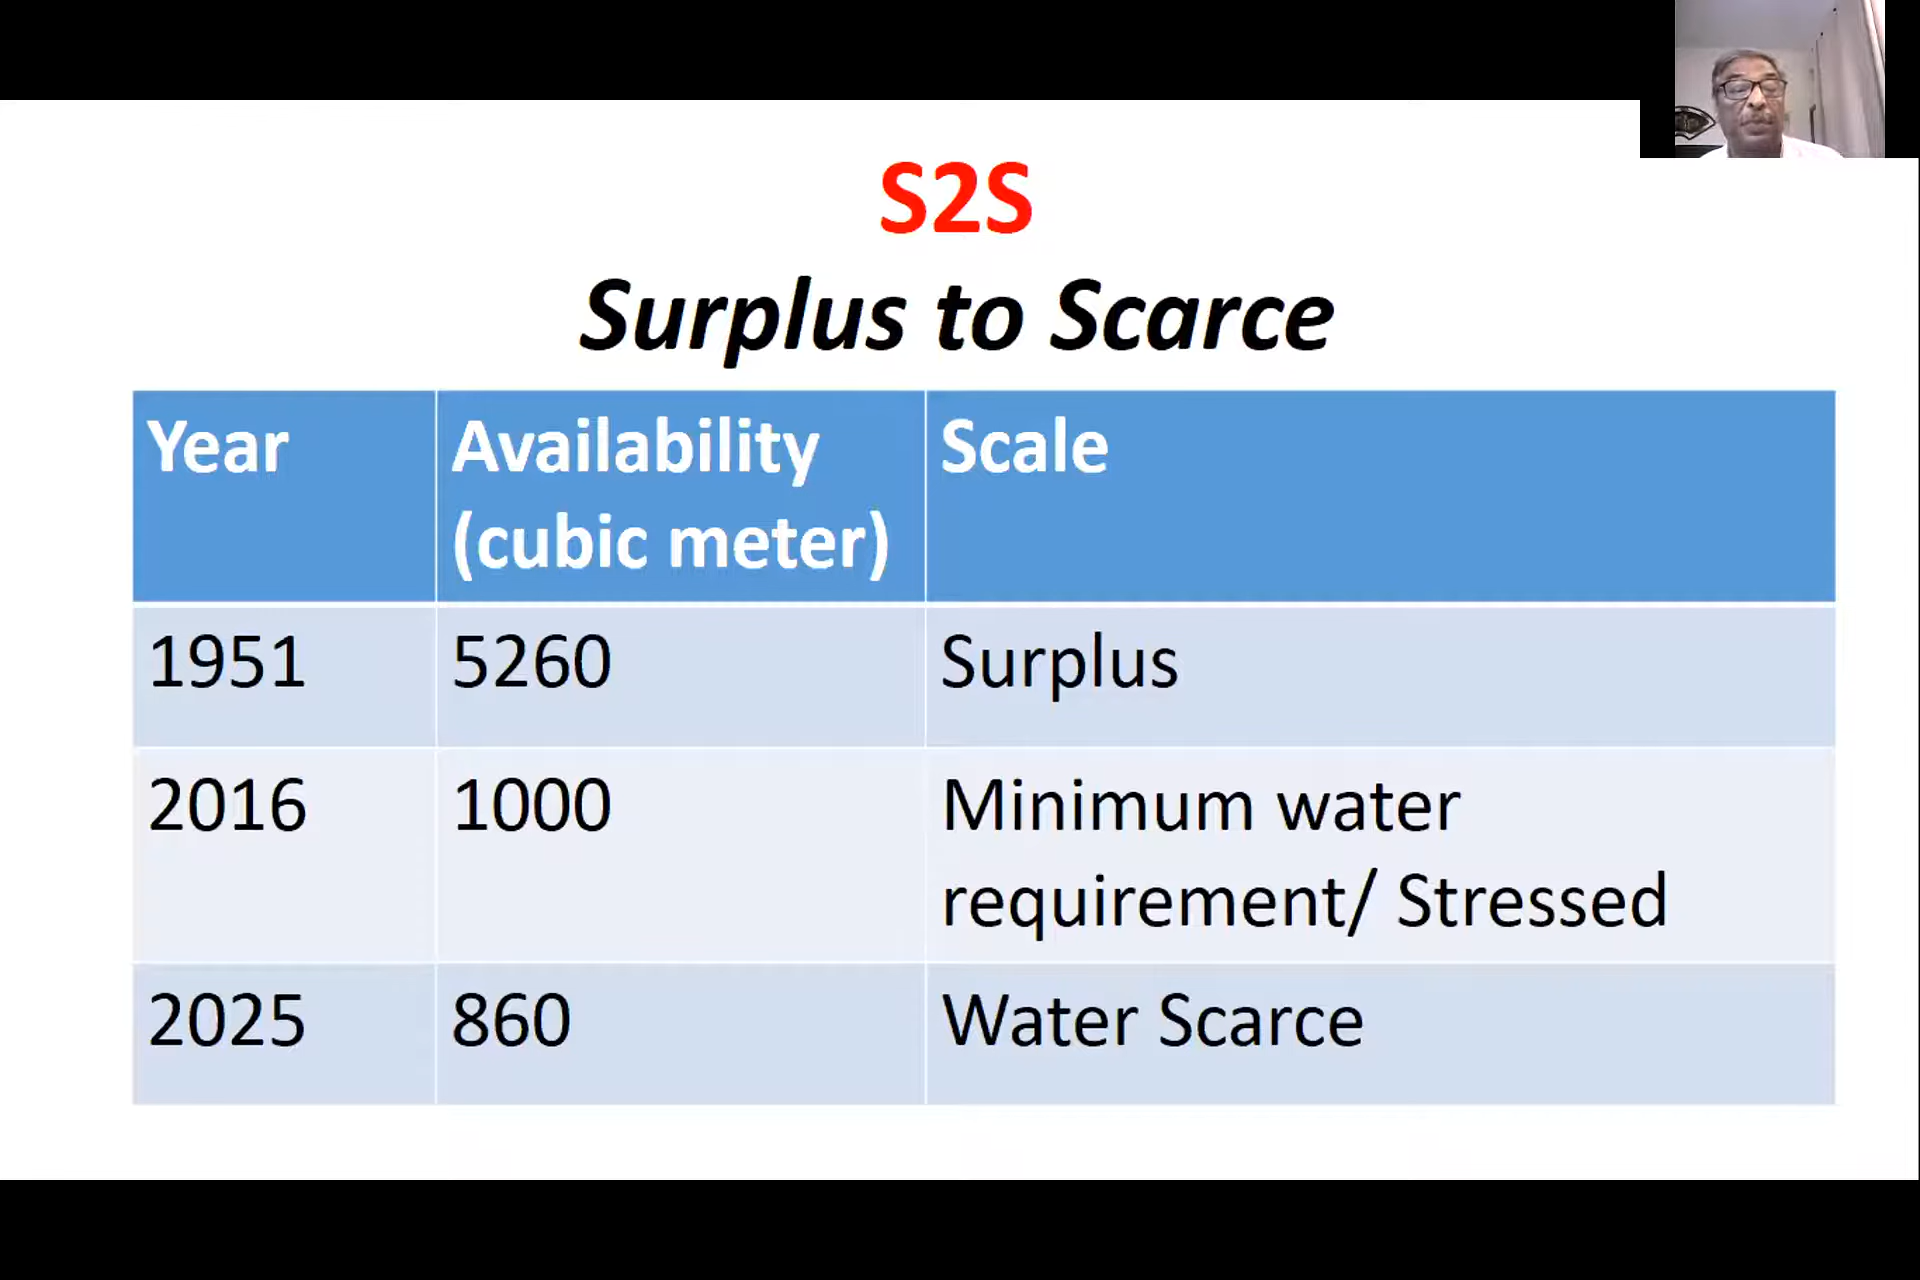 S2S
Surplus to Scarce
Year
Availability
(cubic meter)
Scale
1951
5260
Surplus
2016
1000
Minimum water
requirement/ Stressed
2025
860
Water Scarce